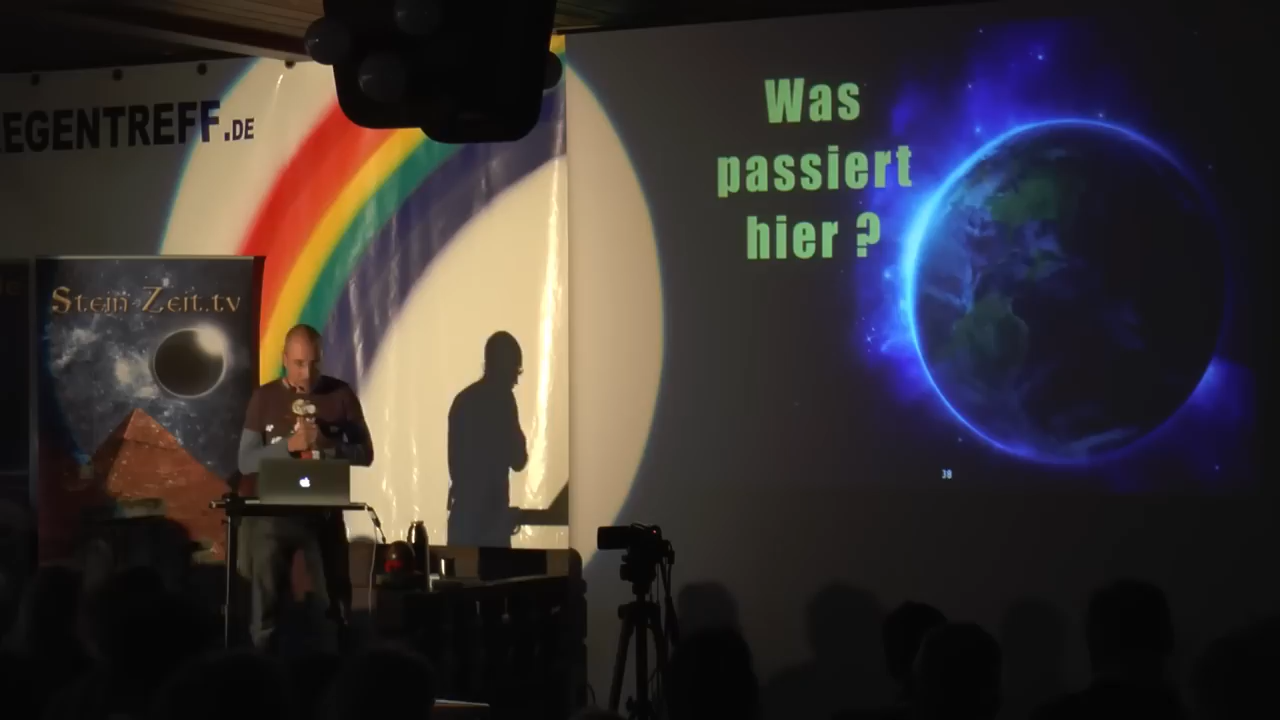 EGENTREFF.DE
Stein-Zeit.tv
Was
passiert
hier ?
30